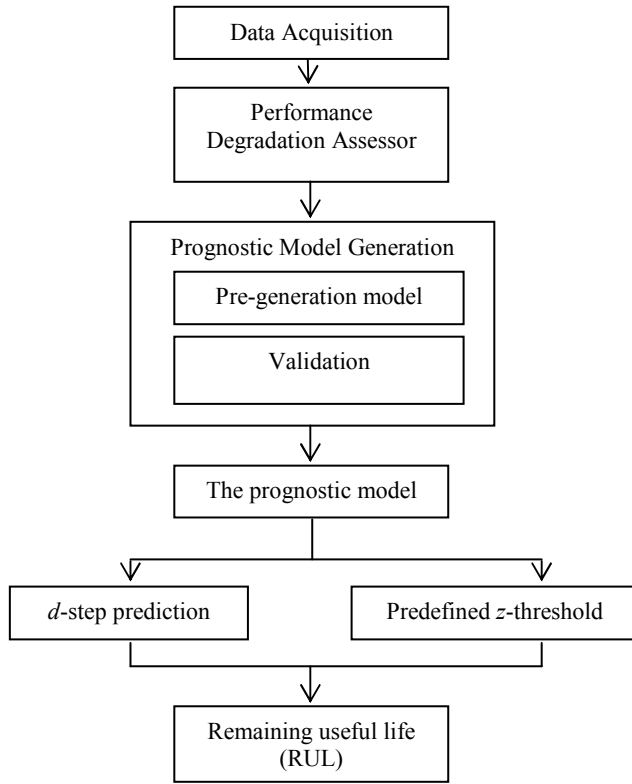 Data Acquisition
Performance
Degradation Assessor
Prognostic Model Generation
Pre-generation model
Validation
The prognostic model
d-step prediction
Predefined z-threshold
Remaining useful life
(RUL)